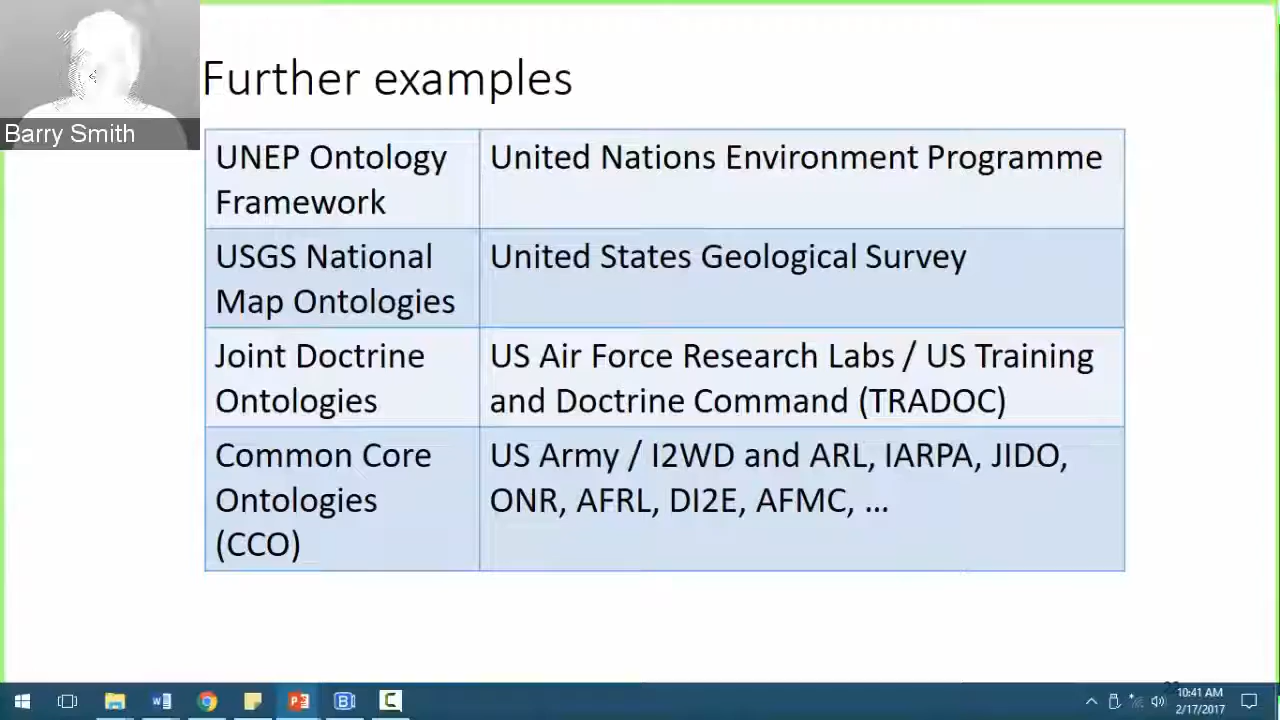 Barry Smith
Further examples
UNEP Ontology
Framework
United Nations Environment Programme
USGS National
Map Ontologies
United States Geological Survey
Joint Doctrine
Ontologies
US Air Force Research Labs / US Training
and Doctrine Command (TRADOC)
Common Core
Ontologies
(CCO)
US Army / I2WD and ARL, IARPA, JIDO,
ONR, AFRL, DI2E, AFMC, ...
10:41 AM
2/17/2017